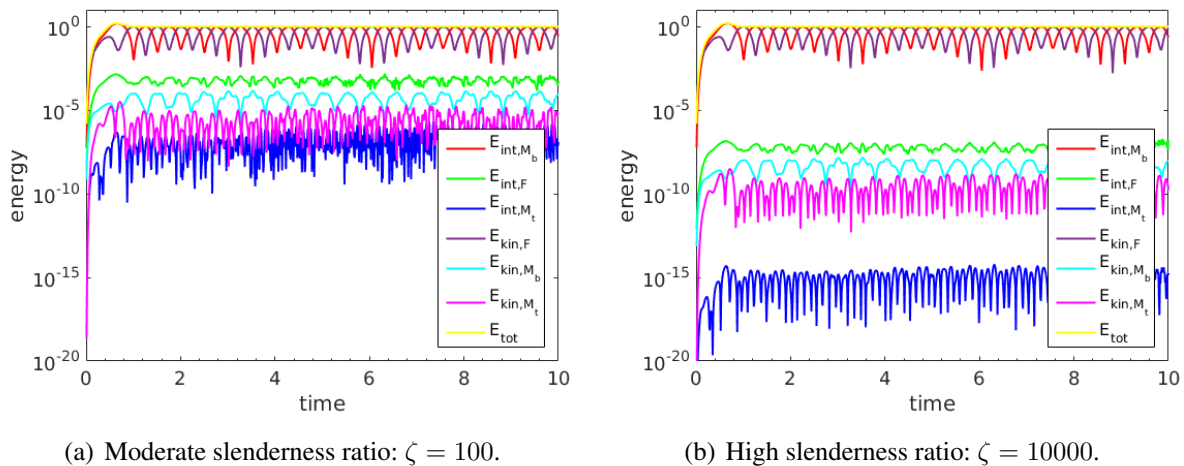 10^0
10^-5
10^-10
10^-15
10^-20
energy
0 2 4 6 8 10
time
E_int,M_b
E_int,F
E_int,M_t
E_kin,F
E_kin,M_b
E_kin,M_t
E_tot
(a) Moderate slenderness ratio: ζ = 100.
10^0
10^-5
10^-10
10^-15
10^-20
energy
0 2 4 6 8 10
time
E_int,M_b
E_int,F
E_int,M_t
E_kin,F
E_kin,M_b
E_kin,M_t
E_tot
(b) High slenderness ratio: ζ = 10000.